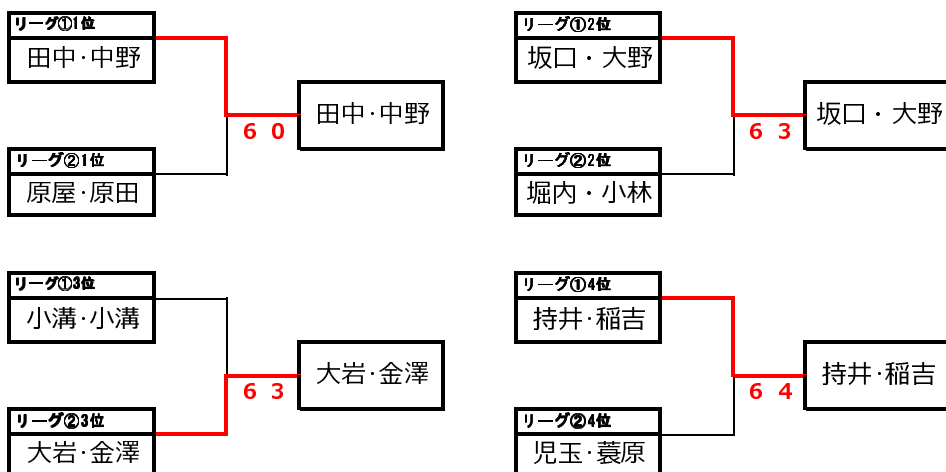 リーグ①1位
田中・中野
田中・中野
6 0
リーグ②1位
原屋・原田
リーグ①2位
坂口・大野
坂口・大野
6 3
リーグ②2位
堀内・小林
リーグ①3位
小溝・小溝
大岩・金澤
6 3
リーグ②3位
大岩・金澤
リーグ①4位
持井・稲吉
持井・稲吉
6 4
リーグ②4位
児玉・蓑原